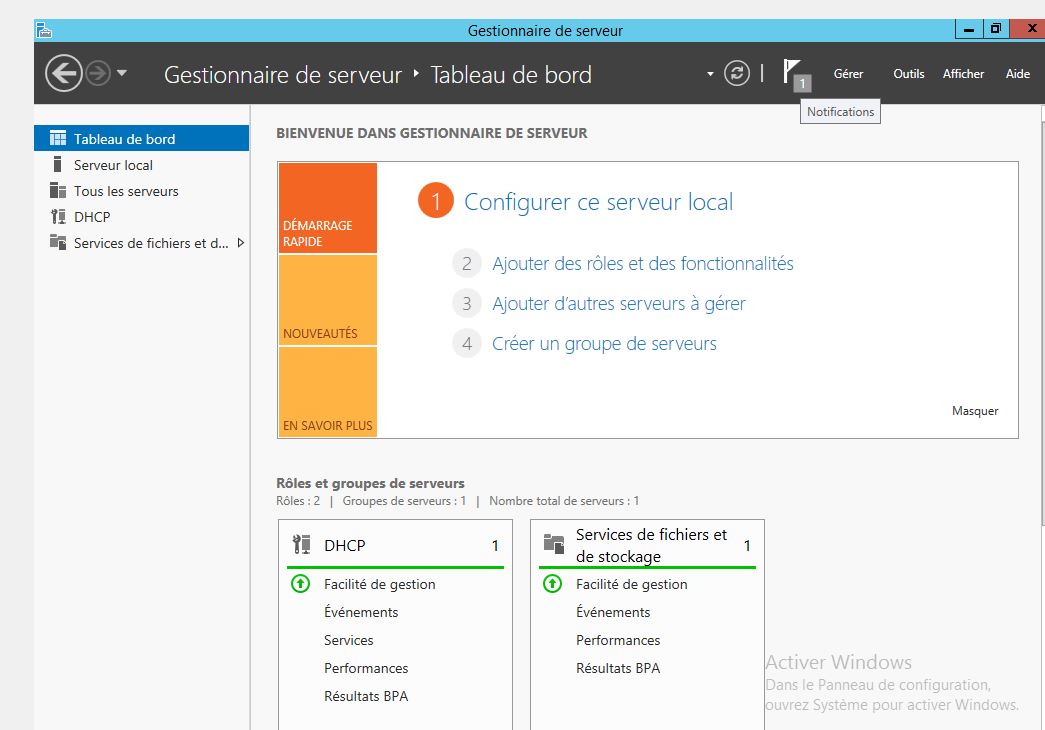 Gestionnaire de serveur
Gestionnaire de serveur
Tableau de bord
1
Gérer
Outils
Afficher
Aide
Notifications
Tableau de bord
Serveur local
Tous les serveurs
DHCP
Services de fichiers et d...
BIENVENUE DANS GESTIONNAIRE DE SERVEUR
DÉMARRAGE
RAPIDE
NOUVEAUTÉS
EN SAVOIR PLUS
1 Configurer ce serveur local
2 Ajouter des rôles et des fonctionnalités
3 Ajouter d’autres serveurs à gérer
4 Créer un groupe de serveurs
Masquer
Rôles et groupes de serveurs
Rôles : 2 | Groupes de serveurs : 1 | Nombre total de serveurs : 1
DHCP 1
Facilité de gestion
Événements
Services
Performances
Résultats BPA
Services de fichiers et
de stockage 1
Facilité de gestion
Événements
Performances
Résultats BPA
Activer Windows
Dans le Panneau de configuration,
ouvrez Système pour activer Windows.